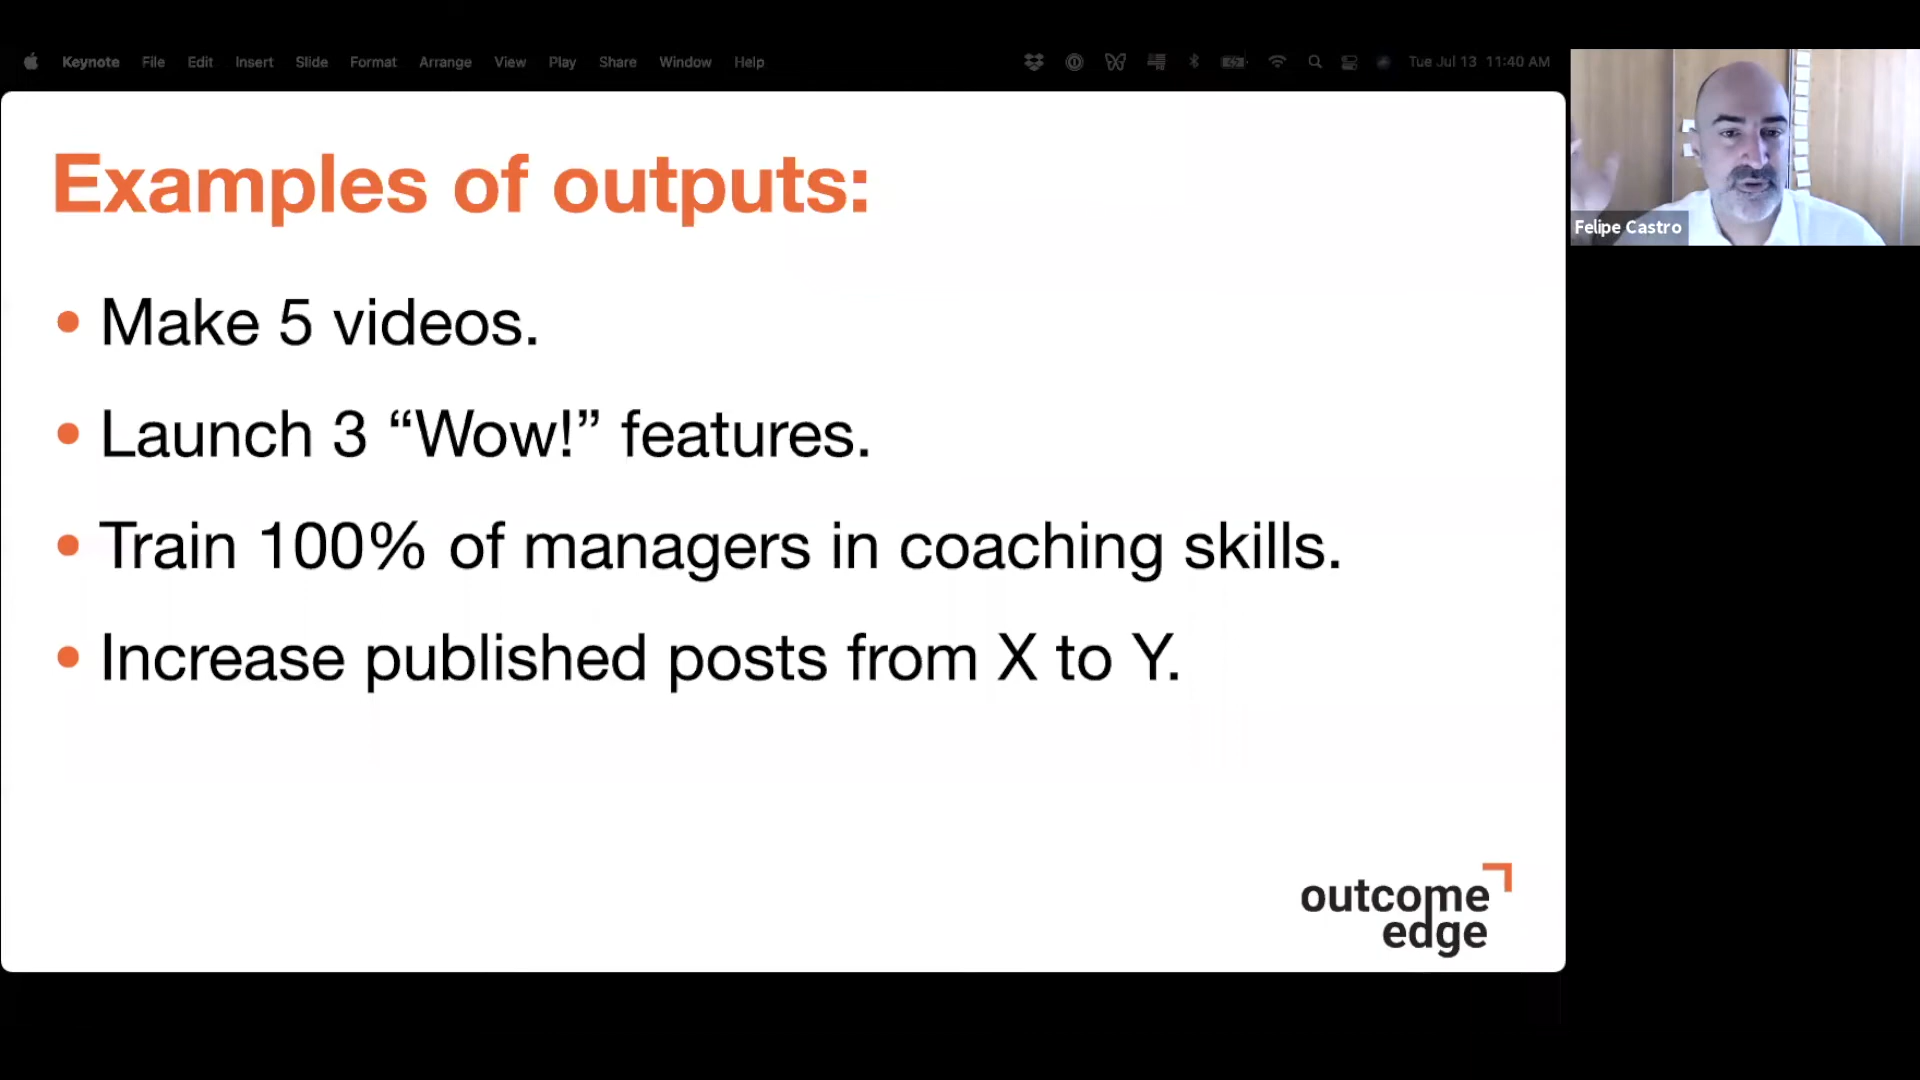 Keynote File Edit Insert Slide Format Arrange View Play Share Window Help Tue Jul 13 11:40 AM
Examples of outputs:
• Make 5 videos.
• Launch 3 “Wow!” features.
• Train 100% of managers in coaching skills.
• Increase published posts from X to Y.
outcome
edge
Felipe Castro